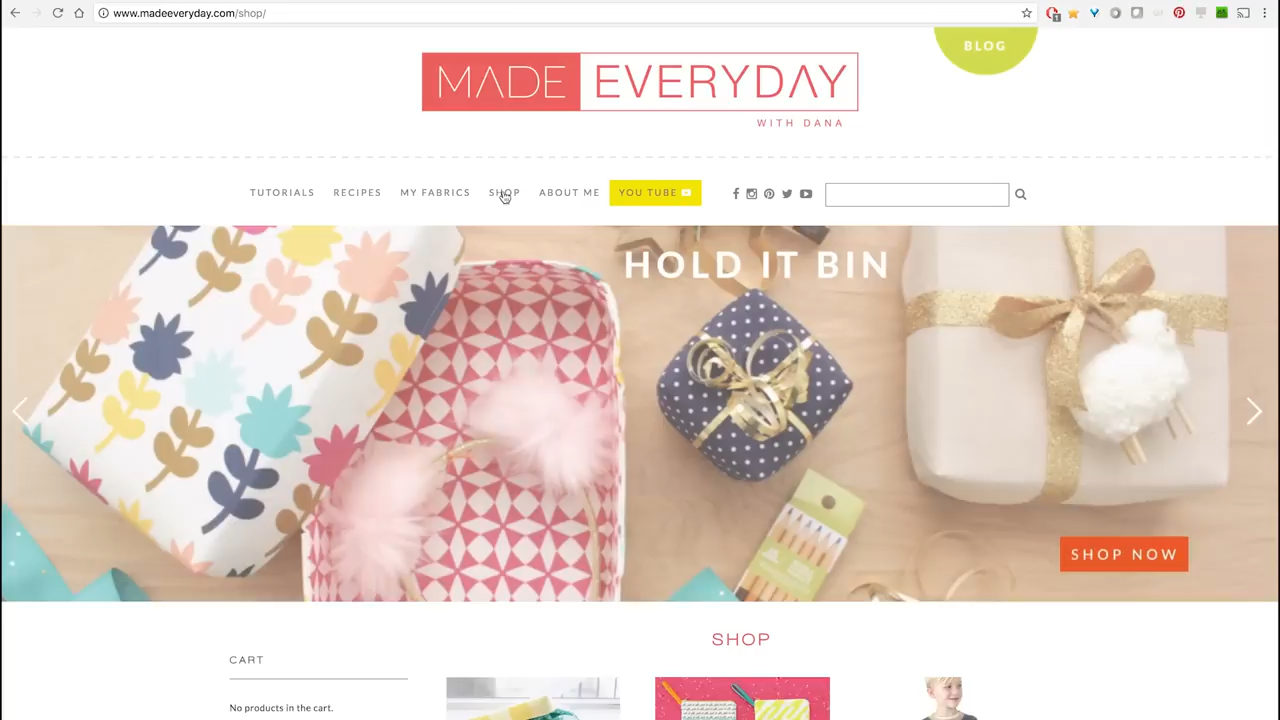 www.madeeveryday.com/shop/
BLOG
MADE EVERYDAY
WITH DANA
TUTORIALS RECIPES MY FABRICS SHOP ABOUT ME YOU TUBE
HOLD IT BIN
SHOP NOW
SHOP
CART
No products in the cart.